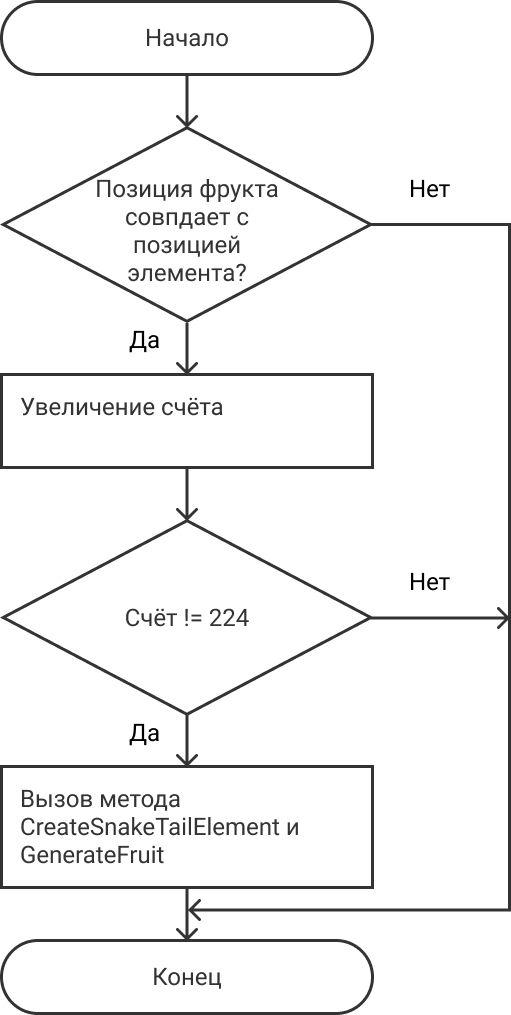 Начало
Позиция фрукта
совпдает с
позицией
элемента?
Нет
Да
Увеличение счёта
Нет
Счёт != 224
Да
Вызов метода
CreateSnakeTailElement и
GenerateFruit
Конец